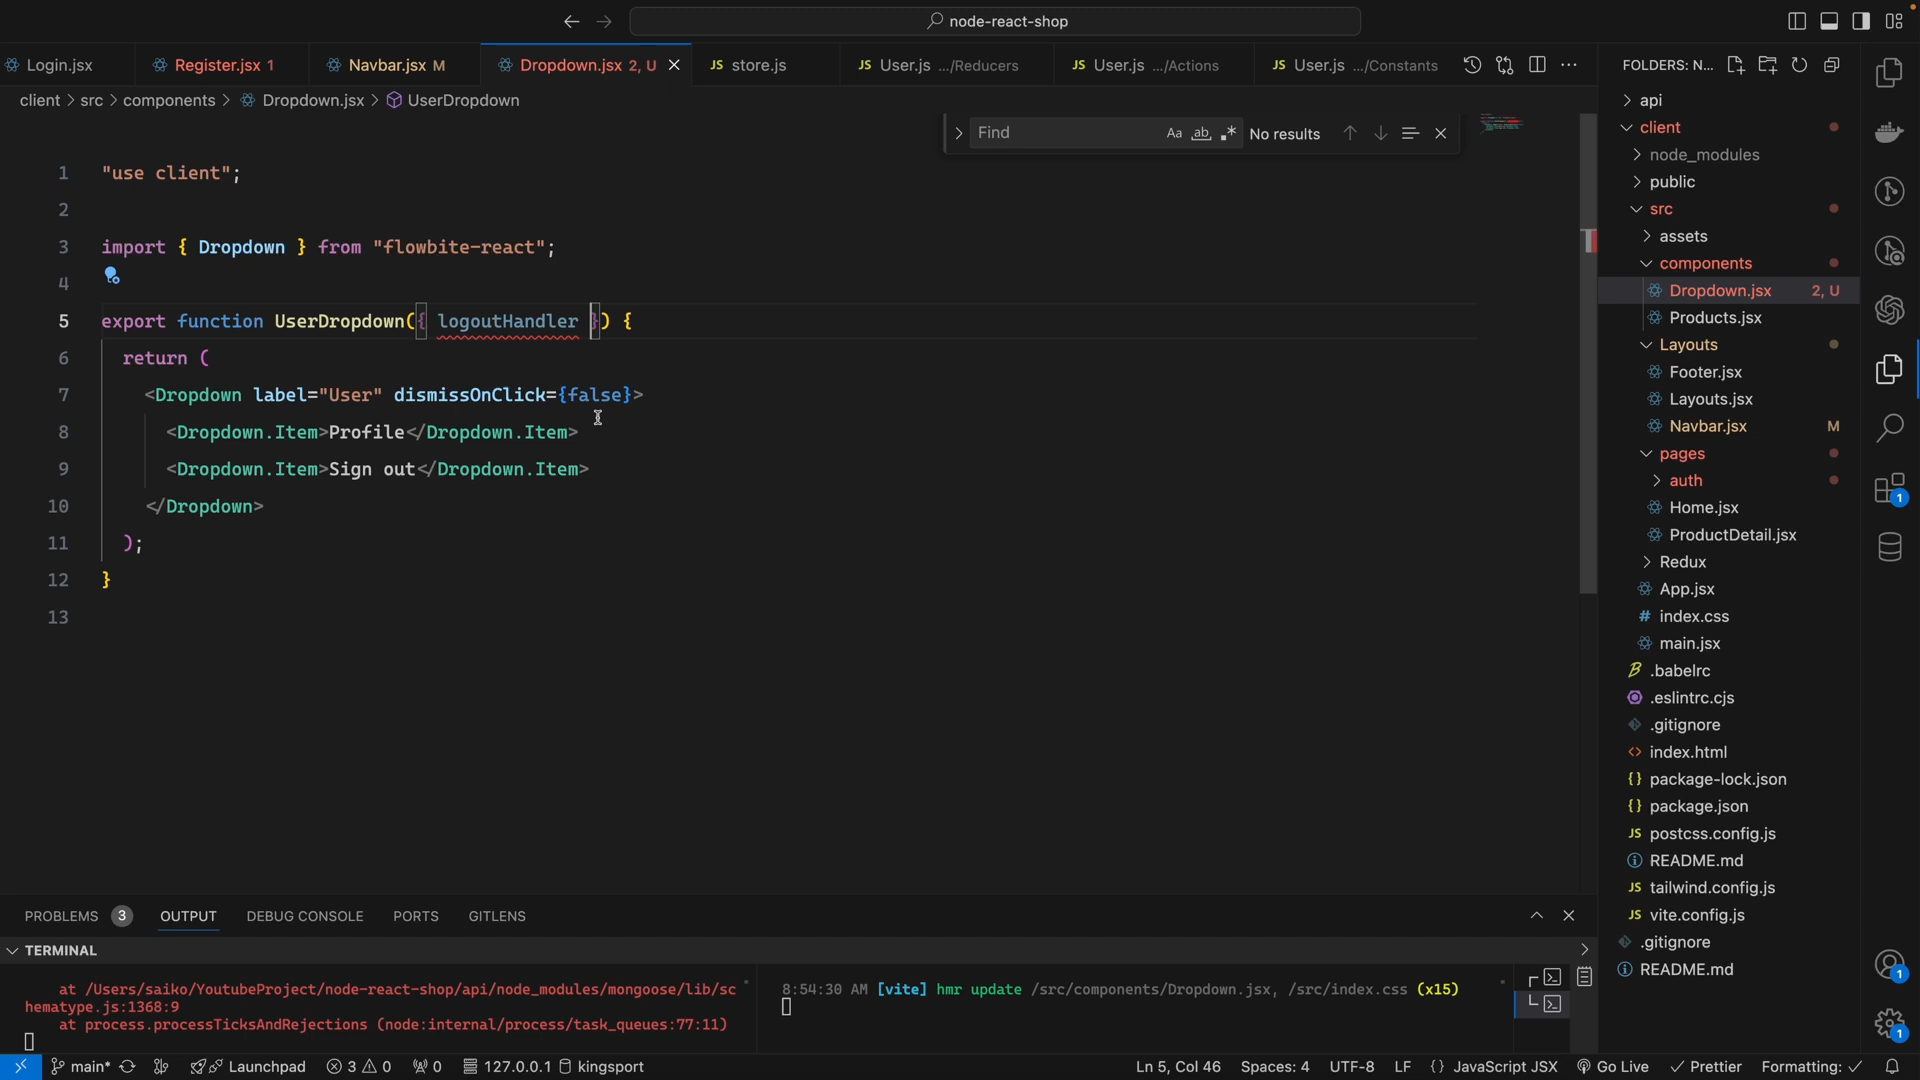 node-react-shop
Login.jsx
Register.jsx 1
Navbar.jsx M
Dropdown.jsx 2, U
store.js
User.js .../Reducers
User.js .../Actions
User.js .../Constants
FOLDERS: N...
client > src > components > Dropdown.jsx > UserDropdown
Find
Aa ab .*
No results
1 "use client";
2
3 import { Dropdown } from "flowbite-react";
4
5 export function UserDropdown({ logoutHandler }) {
6 return (
7 <Dropdown label="User" dismissOnClick={false}>
8 <Dropdown.Item>Profile</Dropdown.Item>
9 <Dropdown.Item>Sign out</Dropdown.Item>
10 </Dropdown>
11 );
12 }
13
api
client
node_modules
public
src
assets
components
Dropdown.jsx 2, U
Products.jsx
Layouts
Footer.jsx
Layouts.jsx
Navbar.jsx M
pages
auth
Home.jsx
ProductDetail.jsx
Redux
App.jsx
# index.css
main.jsx
.babelrc
.eslintrc.cjs
.gitignore
<> index.html
{} package-lock.json
{} package.json
JS postcss.config.js
README.md
JS tailwind.config.js
JS vite.config.js
.gitignore
README.md
1
1
1
PROBLEMS 3 OUTPUT DEBUG CONSOLE PORTS GITLENS
TERMINAL
at /Users/saiko/YoutubeProject/node-react-shop/api/node_modules/mongoose/lib/sc
hematype.js:1368:9
at process.processTicksAndRejections (node:internal/process/task_queues:77:11)
8:54:30 AM [vite] hmr update /src/components/Dropdown.jsx, /src/index.css (x15)
main* Launchpad 3 0 0 127.0.0.1 kingsport Ln 5, Col 46 Spaces: 4 UTF-8 LF {} JavaScript JSX Go Live Prettier Formatting: